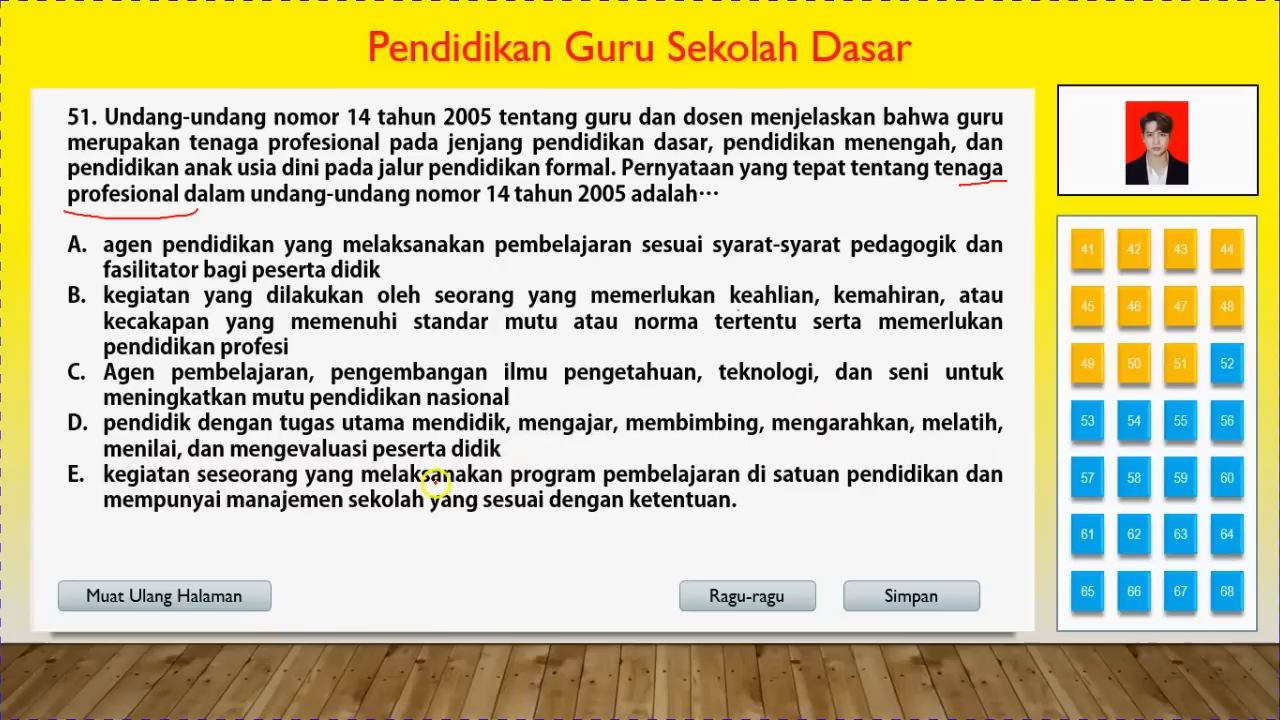 Pendidikan Guru Sekolah Dasar
51. Undang-undang nomor 14 tahun 2005 tentang guru dan dosen menjelaskan bahwa guru
merupakan tenaga profesional pada jenjang pendidikan dasar, pendidikan menengah, dan
pendidikan anak usia dini pada jalur pendidikan formal. Pernyataan yang tepat tentang tenaga
profesional dalam undang-undang nomor 14 tahun 2005 adalah⋯
A. agen pendidikan yang melaksanakan pembelajaran sesuai syarat-syarat pedagogik dan
fasilitator bagi peserta didik
B. kegiatan yang dilakukan oleh seorang yang memerlukan keahlian, kemahiran, atau
kecakapan yang memenuhi standar mutu atau norma tertentu serta memerlukan
pendidikan profesi
C. Agen pembelajaran, pengembangan ilmu pengetahuan, teknologi, dan seni untuk
meningkatkan mutu pendidikan nasional
D. pendidik dengan tugas utama mendidik, mengajar, membimbing, mengarahkan, melatih,
menilai, dan mengevaluasi peserta didik
E. kegiatan seseorang yang melaksanakan program pembelajaran di satuan pendidikan dan
mempunyai manajemen sekolah yang sesuai dengan ketentuan.
Muat Ulang Halaman
Ragu-ragu
Simpan
41 42 43 44
45 46 47 48
49 50 51 52
53 54 55 56
57 58 59 60
61 62 63 64
65 66 67 68